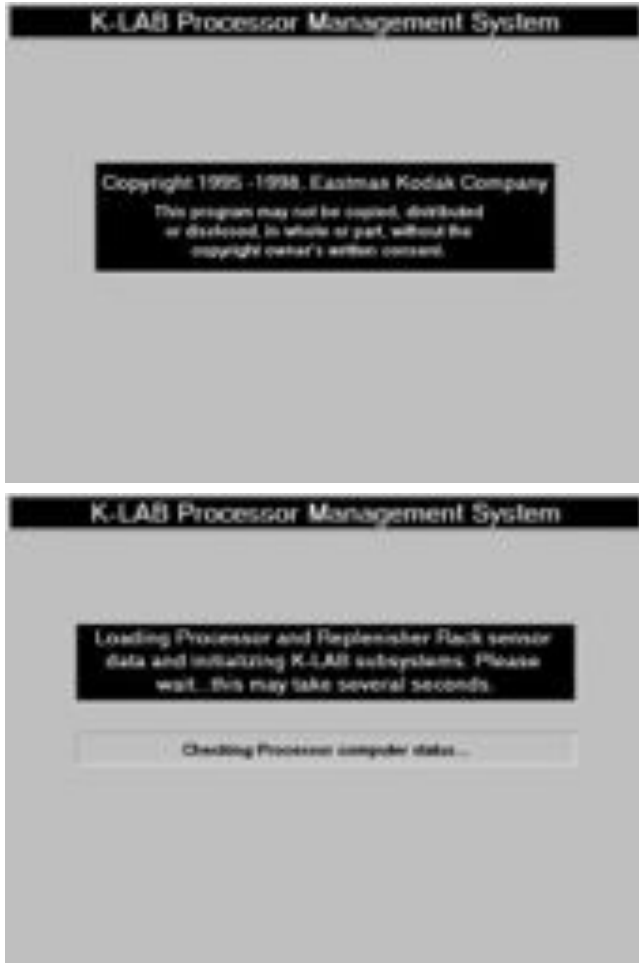 K-LAB Processor Management System
Copyright 1995 -1998, Eastman Kodak Company
This program may not be copied, distributed
or disclosed, in whole or part, without the
copyright owner's written consent.
K-LAB Processor Management System
Loading Processor and Replenisher Rack sensor
data and initializing K-LAB subsystems. Please
wait...this may take several seconds.
Checking Processor computer status...